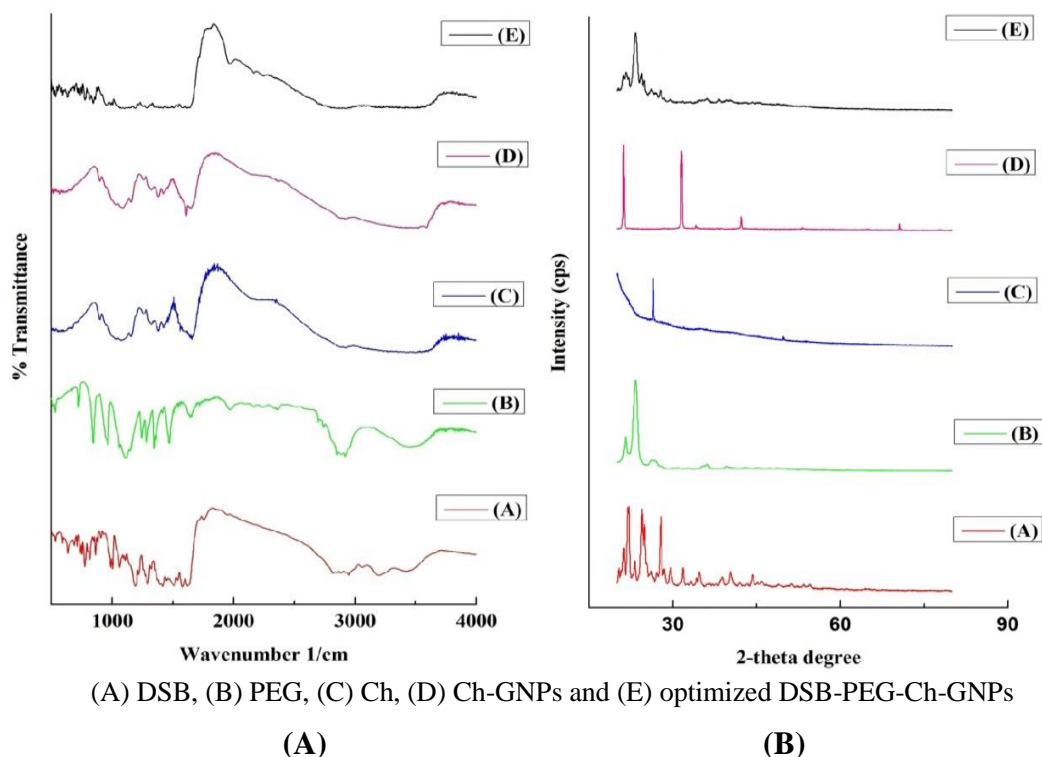 (E)
(D)
(C)
(B)
(A)
% Transmittance
1000 2000 3000 4000
Wavenumber 1/cm
(E)
(D)
(C)
(B)
(A)
Intensity (cps)
30 60 90
2-theta degree
(A) DSB, (B) PEG, (C) Ch, (D) Ch-GNPs and (E) optimized DSB-PEG-Ch-GNPs
(A) (B)